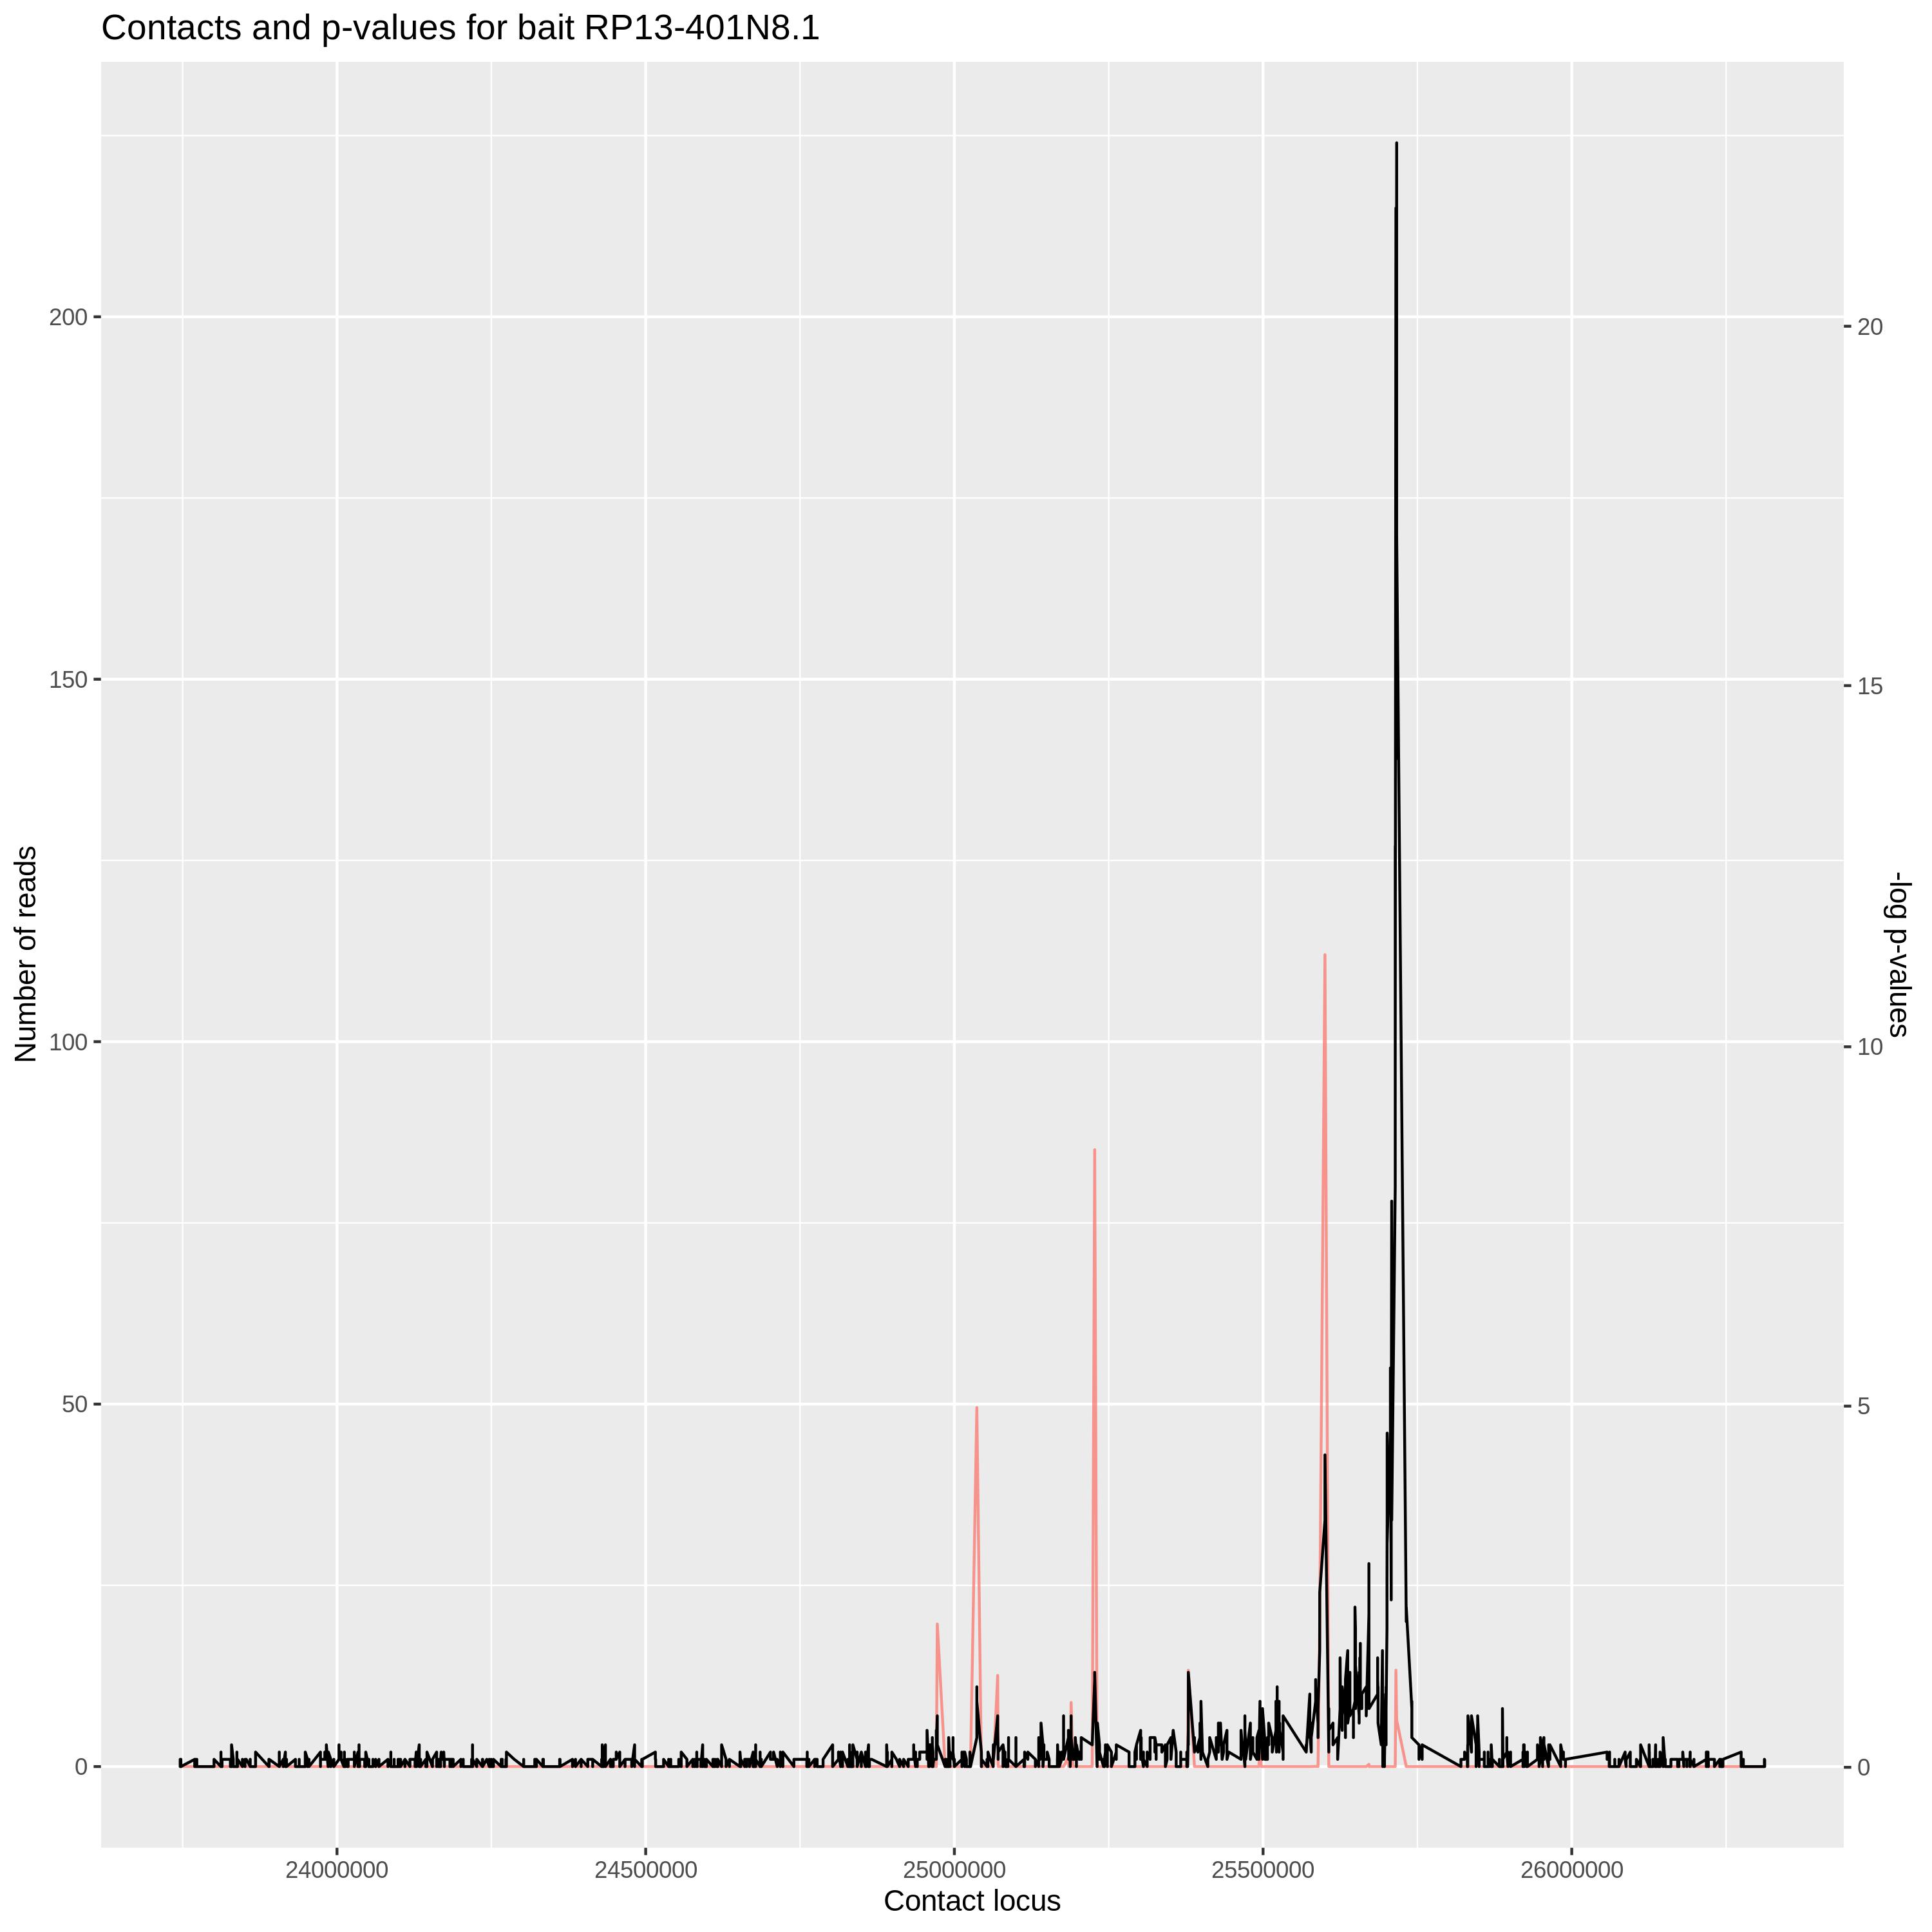 Contacts and p-values for bait RP13-401N8.1
Number of reads
200
150
100
50
0
20
15
10
5
0
-log p-values
24000000 24500000 25000000 25500000 26000000
Contact locus